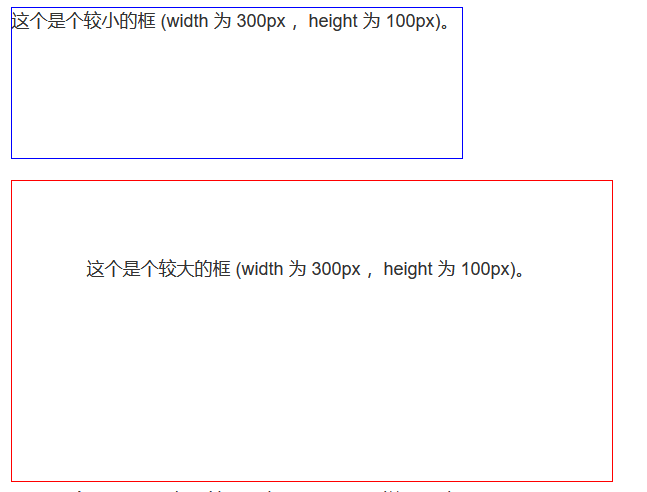 这个是个较小的框 (width 为 300px ，height 为 100px)。
这个是个较大的框 (width 为 300px ，height 为 100px)。